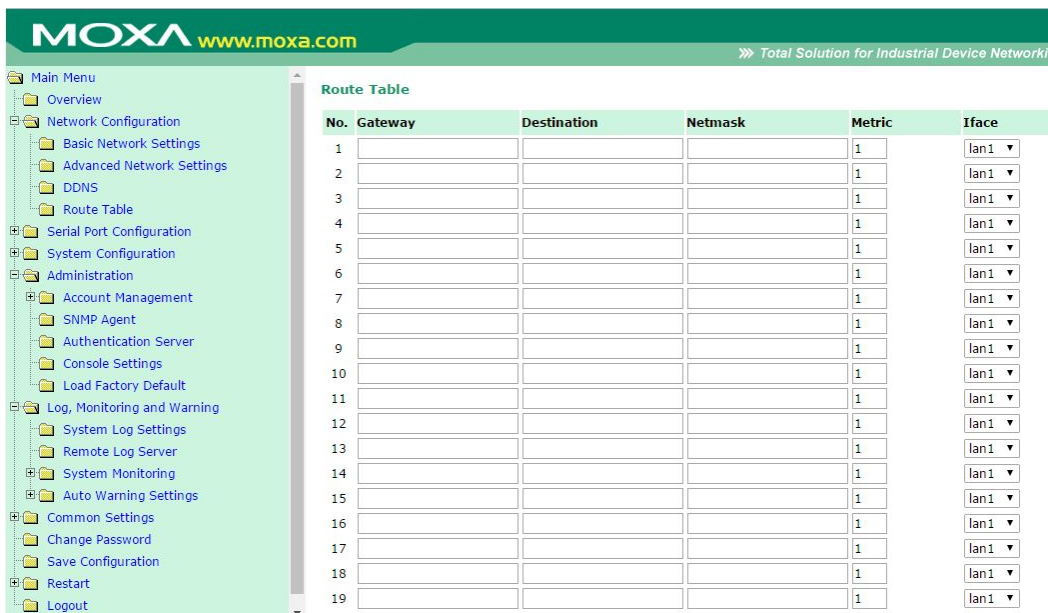 MOXA www.moxa.com
Total Solution for Industrial Device Networki
Main Menu
Overview
Network Configuration
Basic Network Settings
Advanced Network Settings
DDNS
Route Table
Serial Port Configuration
System Configuration
Administration
Account Management
SNMP Agent
Authentication Server
Console Settings
Load Factory Default
Log, Monitoring and Warning
System Log Settings
Remote Log Server
System Monitoring
Auto Warning Settings
Common Settings
Change Password
Save Configuration
Restart
Logout
Route Table
No. Gateway Destination Netmask Metric Iface
1 1 lan1
2 1 lan1
3 1 lan1
4 1 lan1
5 1 lan1
6 1 lan1
7 1 lan1
8 1 lan1
9 1 lan1
10 1 lan1
11 1 lan1
12 1 lan1
13 1 lan1
14 1 lan1
15 1 lan1
16 1 lan1
17 1 lan1
18 1 lan1
19 1 lan1